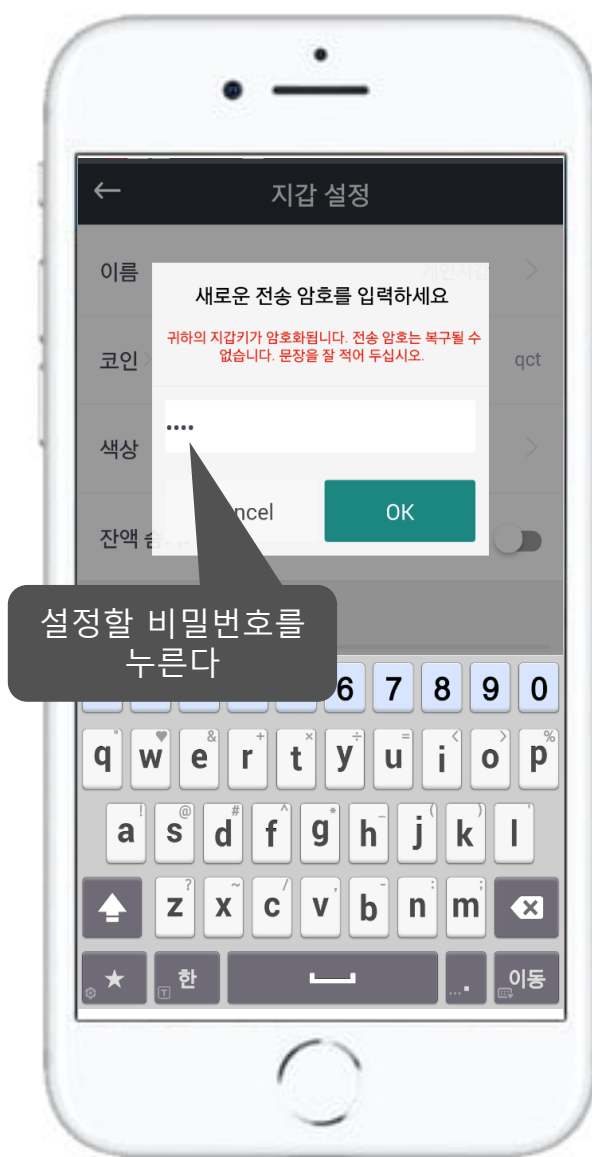 지갑 설정
이름
새로운 전송 암호를 입력하세요
귀하의 지갑키가 암호화됩니다. 전송 암호는 복구될 수
없습니다. 문장을 잘 적어 두십시오.
코인
qct
••••
색상
OK
잔액
설정할 비밀번호를
누른다
6 7 8 9 0
q w e r t y u i o p
a s d f g h j k l
z x c v b n m
한
이동